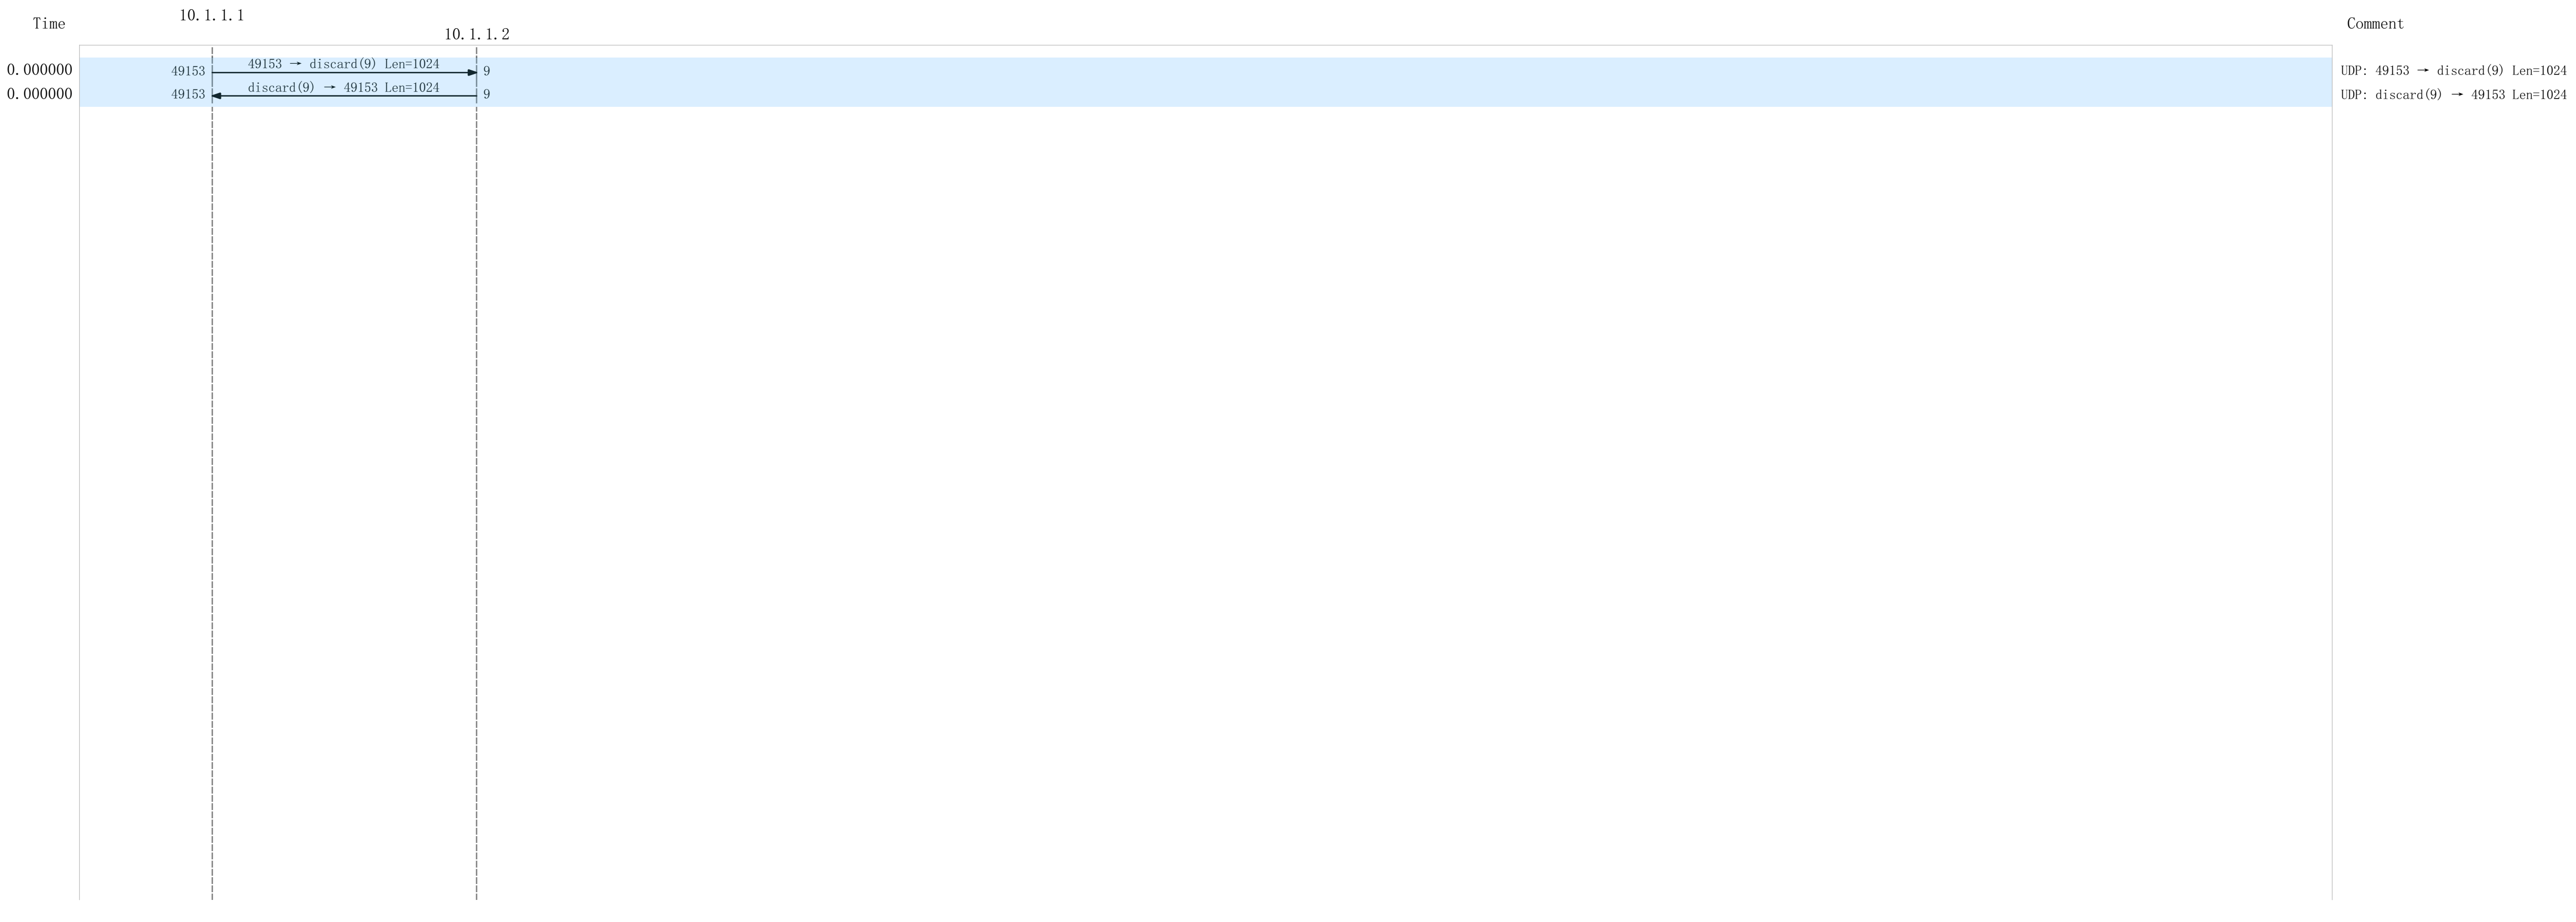 Time
10.1.1.1
10.1.1.2
Comment
0.000000
49153
49153 → discard(9) Len=1024
9
UDP: 49153 → discard(9) Len=1024
0.000000
49153
discard(9) → 49153 Len=1024
9
UDP: discard(9) → 49153 Len=1024